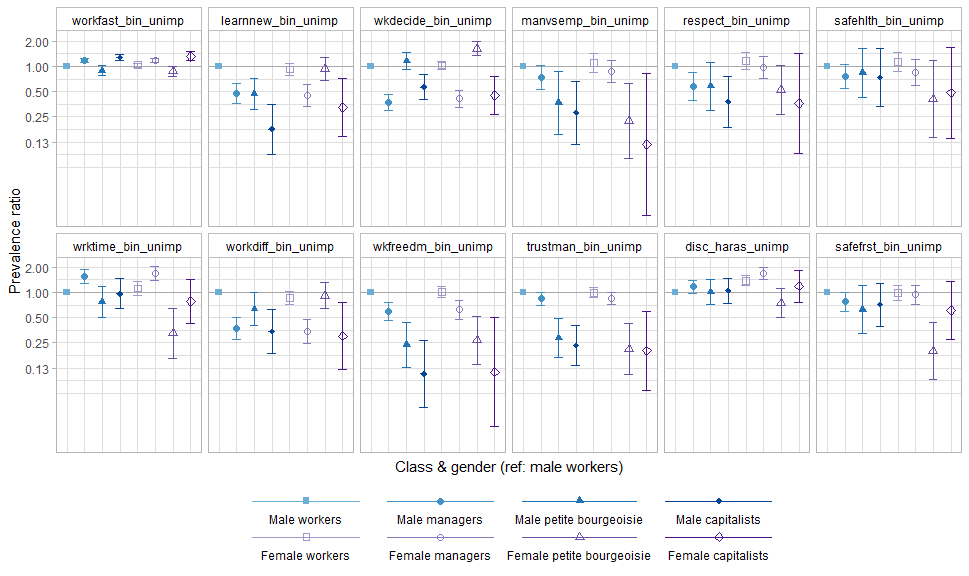 workfast_bin_unimp learnnew_bin_unimp wkdecide_bin_unimp manvsemp_bin_unimp respect_bin_unimp safehlth_bin_unimp
2.00
1.00
0.50
0.25
0.13
Prevalence ratio
wrktime_bin_unimp workdiff_bin_unimp wkfreedm_bin_unimp trustman_bin_unimp disc_haras_unimp safefrst_bin_unimp
2.00
1.00
0.50
0.25
0.13
Class & gender (ref: male workers)
Male workers Male managers Male petite bourgeoisie Male capitalists
Female workers Female managers Female petite bourgeoisie Female capitalists